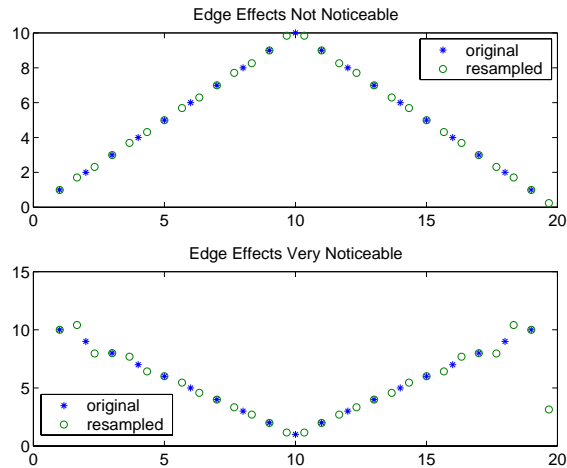 Edge Effects Not Noticeable
10
8
6
4
2
0
0 5 10 15 20
original
resampled
Edge Effects Very Noticeable
15
10
5
0
0 5 10 15 20
original
resampled